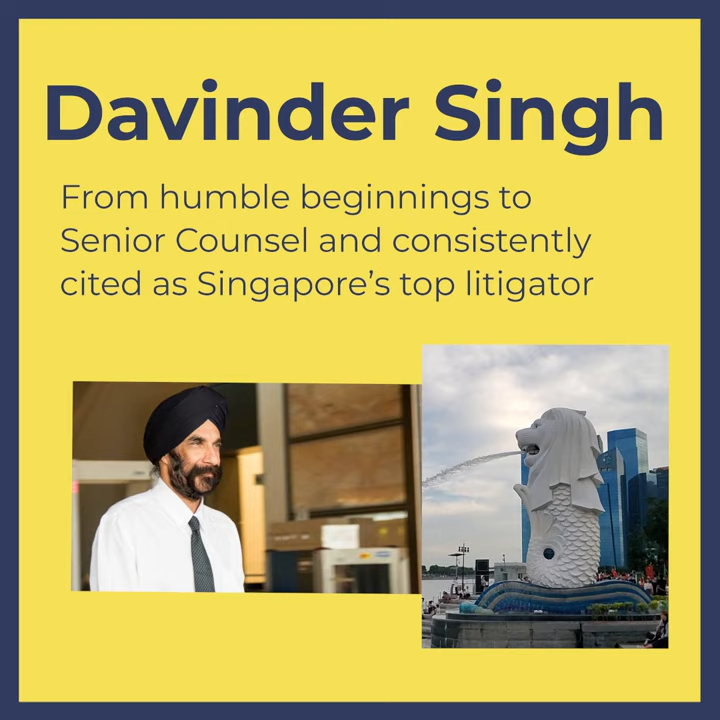 Davinder Singh
From humble beginnings to
Senior Counsel and consistently
cited as Singapore’s top litigator